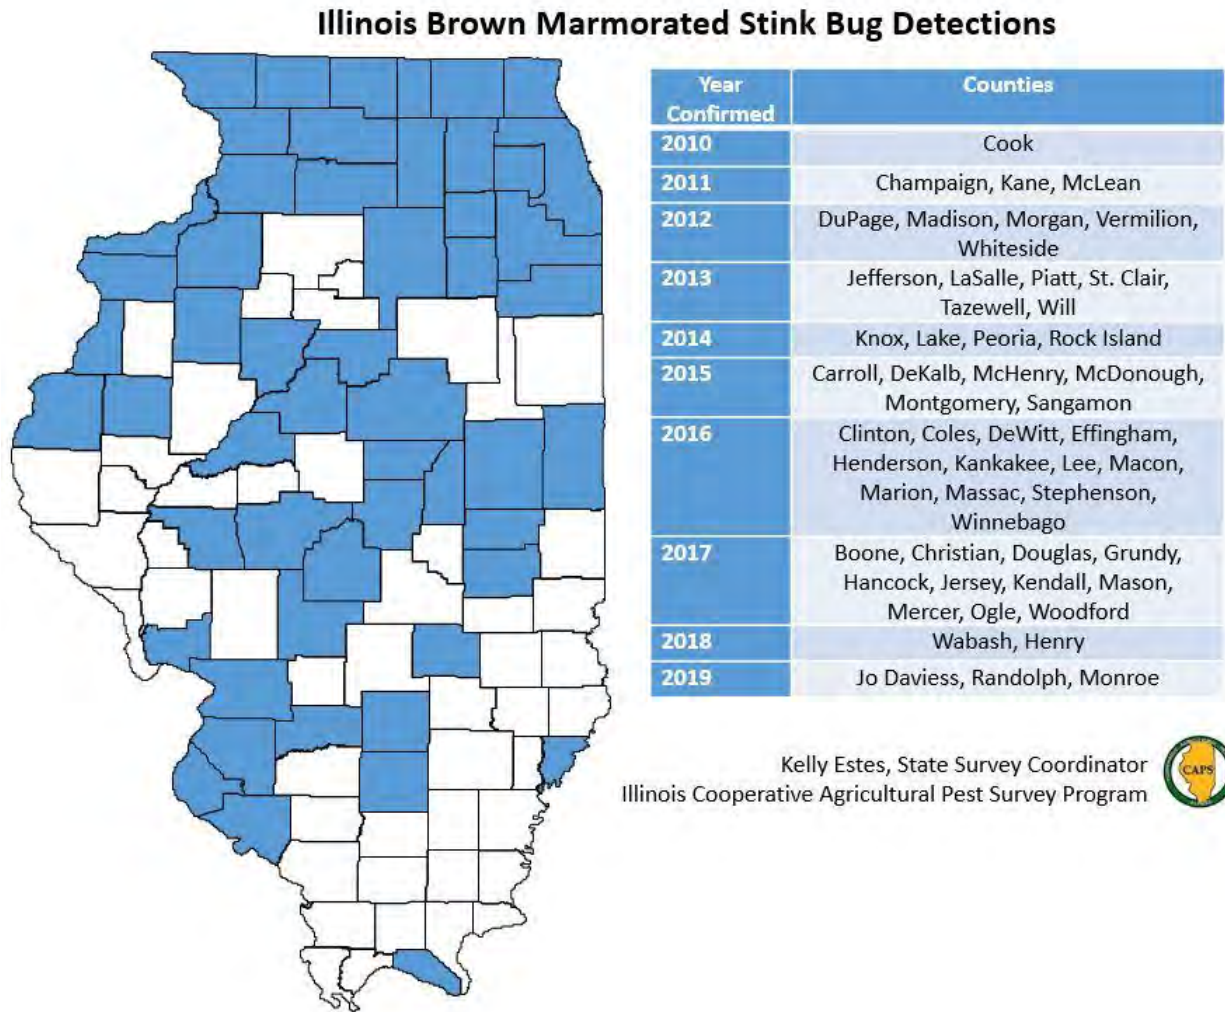 Illinois Brown Marmorated Stink Bug Detections
Year
Confirmed
Counties
2010
Cook
2011
Champaign, Kane, McLean
2012
DuPage, Madison, Morgan, Vermilion,
Whiteside
2013
Jefferson, LaSalle, Piatt, St. Clair,
Tazewell, Will
2014
Knox, Lake, Peoria, Rock Island
2015
Carroll, DeKalb, McHenry, McDonough,
Montgomery, Sangamon
2016
Clinton, Coles, DeWitt, Effingham,
Henderson, Kankakee, Lee, Macon,
Marion, Massac, Stephenson,
Winnebago
2017
Boone, Christian, Douglas, Grundy,
Hancock, Jersey, Kendall, Mason,
Mercer, Ogle, Woodford
2018
Wabash, Henry
2019
Jo Daviess, Randolph, Monroe
Kelly Estes, State Survey Coordinator
Illinois Cooperative Agricultural Pest Survey Program
CAPS